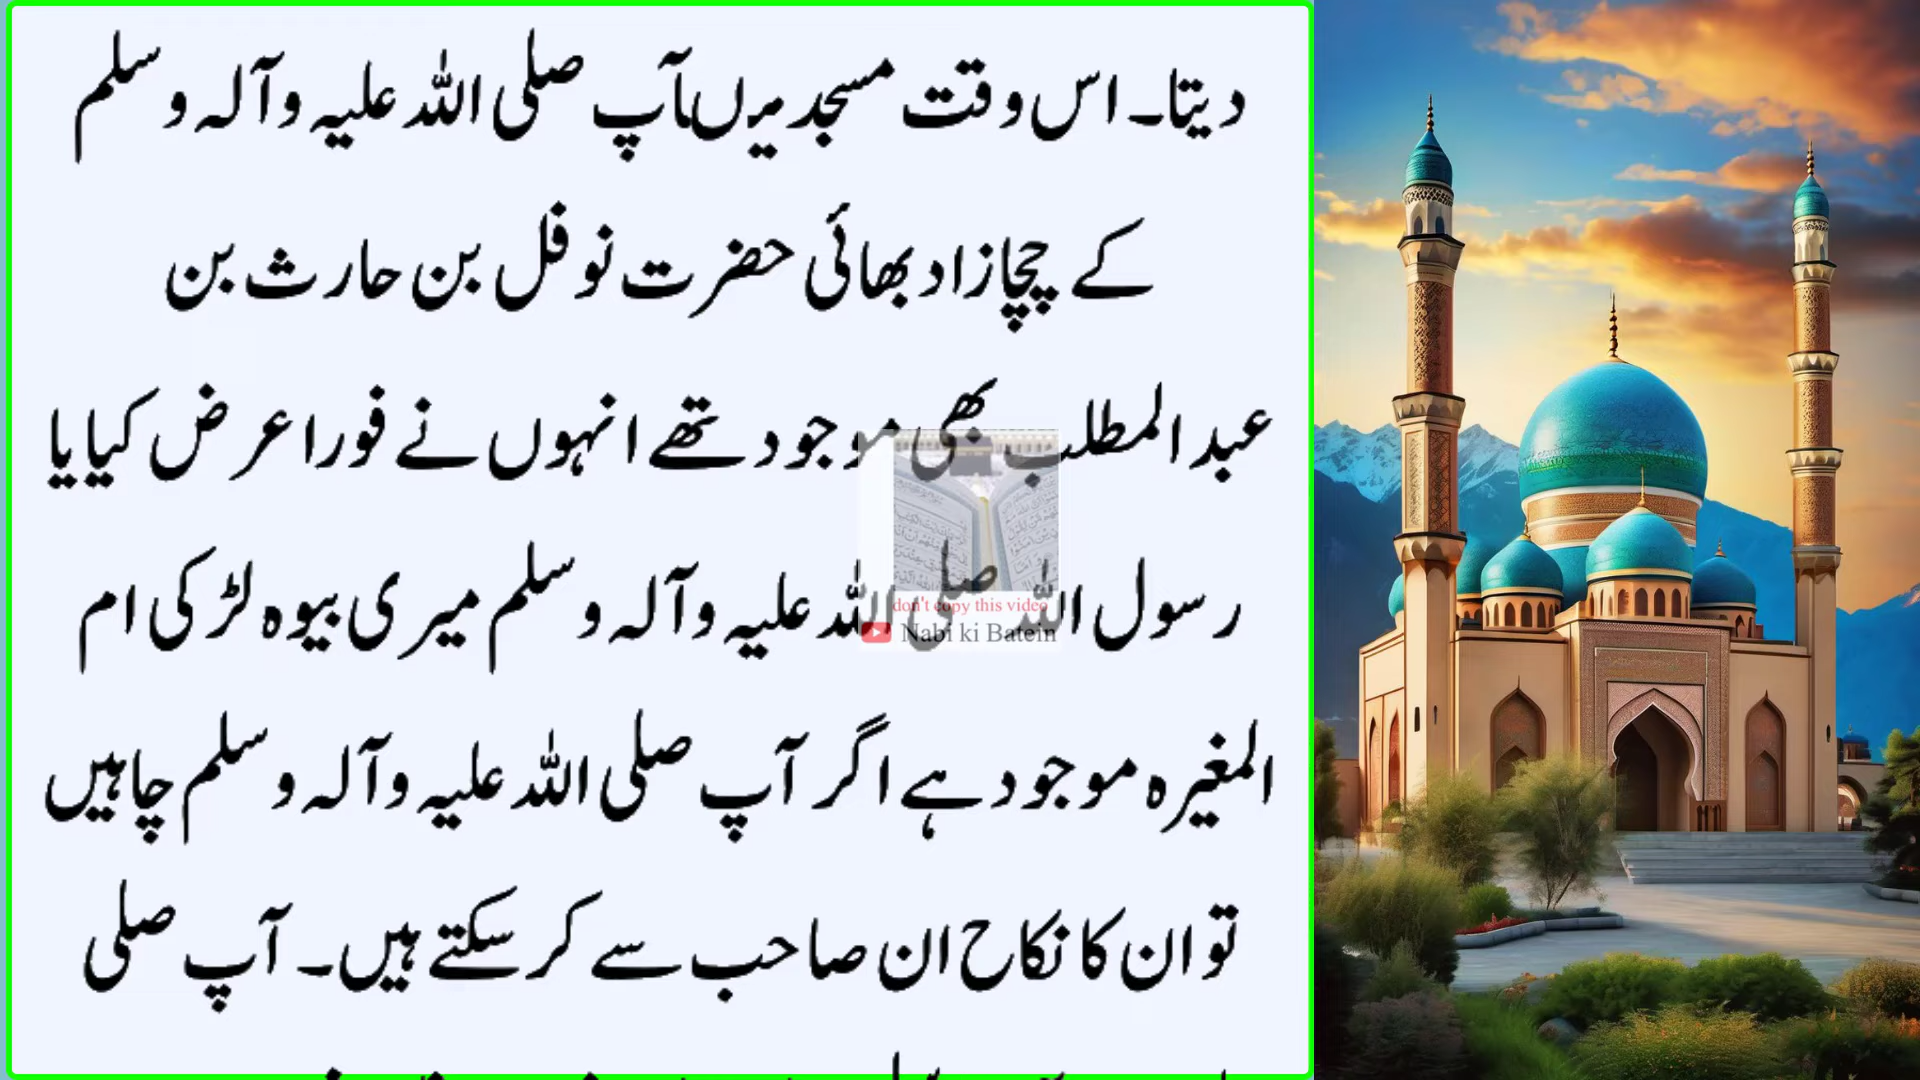 دیتا۔ اس وقت مسجد میں آپ صلی اللہ علیہ وآلہ وسلم
کے چچازاد بھائی حضرت نوفل بن حارث بن
عبدالمطلب بھی موجود تھے انہوں نے فورا عرض کیا یا
رسول اللہ صلی اللہ علیہ وآلہ وسلم میری بیوہ لڑکی ام
المغیرہ موجود ہے اگر آپ صلی اللہ علیہ وآلہ وسلم چاہیں
تو ان کا نکاح ان صاحب سے کر سکتے ہیں۔ آپ صلی
don't copy this video
Nabi ki Batein